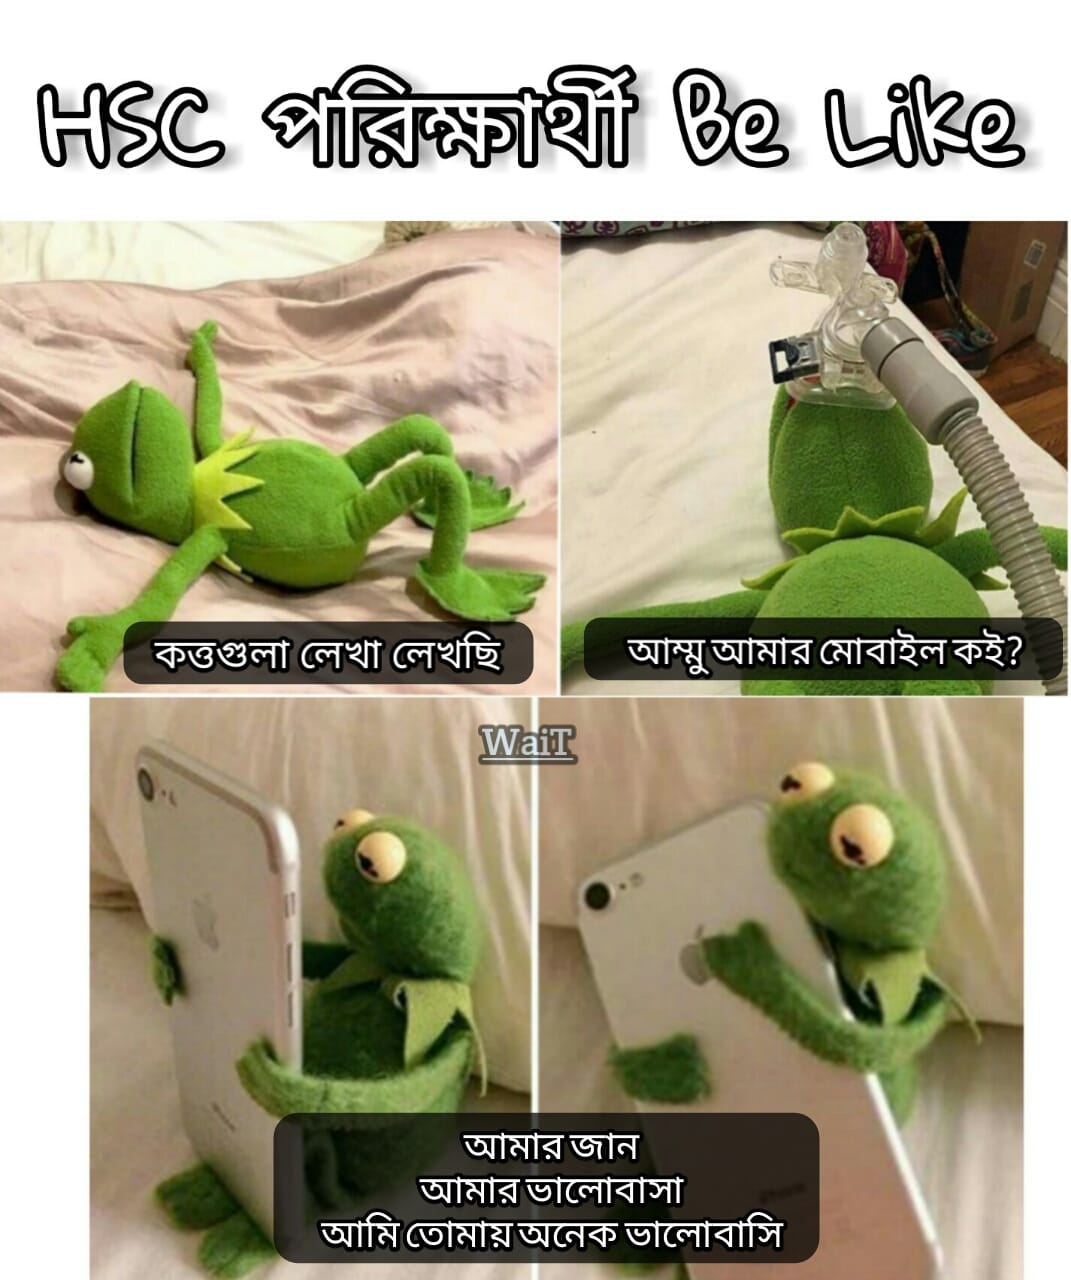 HSC পরিক্ষার্থী Be Like
কত্তগুলা লেখা লেখছি
আম্মু আমার মোবাইল কই?
WaiT
আমার জান
আমার ভালোবাসা
আমি তোমায় অনেক ভালোবাসি